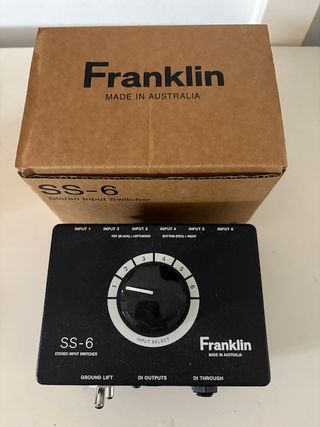 Franklin
MADE IN AUSTRALIA
SS-6
Stereo Input Switcher
INPUT 1 INPUT 2 INPUT 3 INPUT 4 INPUT 5 INPUT 6
TOP (BLACK) = LEFT/MONO BOTTOM (RED) = RIGHT
1 2 3 4 5 6
INPUT SELECT
SS-6
STEREO INPUT SWITCHER
Franklin
MADE IN AUSTRALIA
GROUND LIFT DI OUTPUTS DI THROUGH